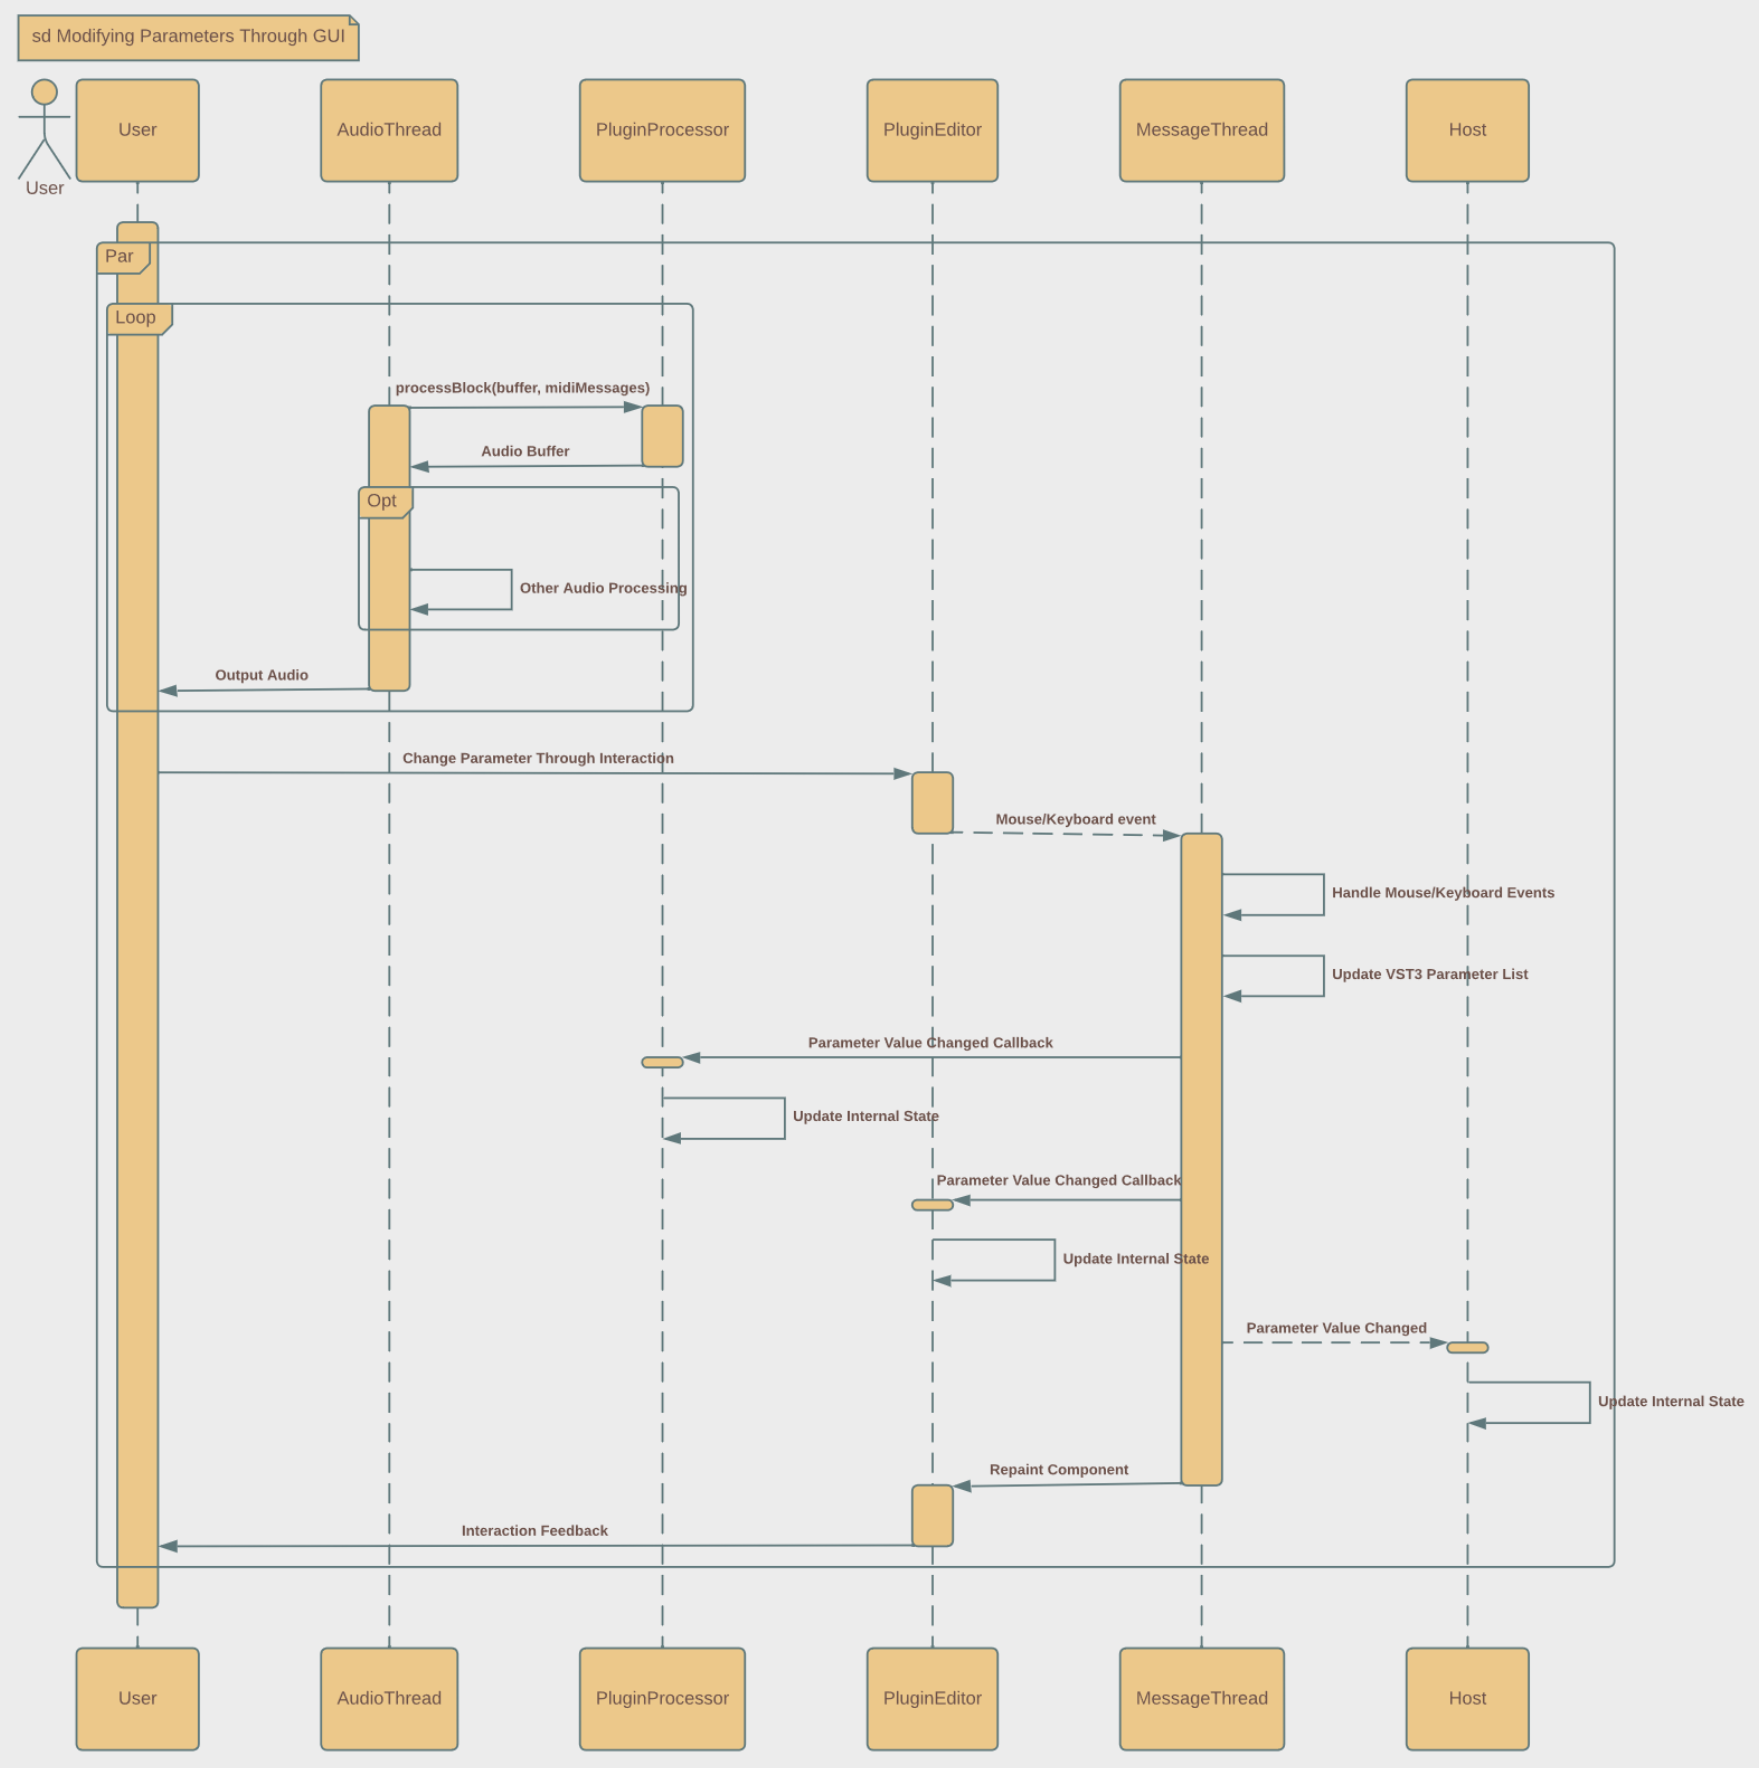 sd Modifying Parameters Through GUI
User
User
AudioThread
PluginProcessor
PluginEditor
MessageThread
Host
Par
Loop
processBlock(buffer, midiMessages)
Audio Buffer
Opt
Other Audio Processing
Output Audio
Change Parameter Through Interaction
Mouse/Keyboard event
Handle Mouse/Keyboard Events
Update VST3 Parameter List
Parameter Value Changed Callback
Update Internal State
Parameter Value Changed Callback
Update Internal State
Parameter Value Changed
Update Internal State
Repaint Component
Interaction Feedback
User
AudioThread
PluginProcessor
PluginEditor
MessageThread
Host